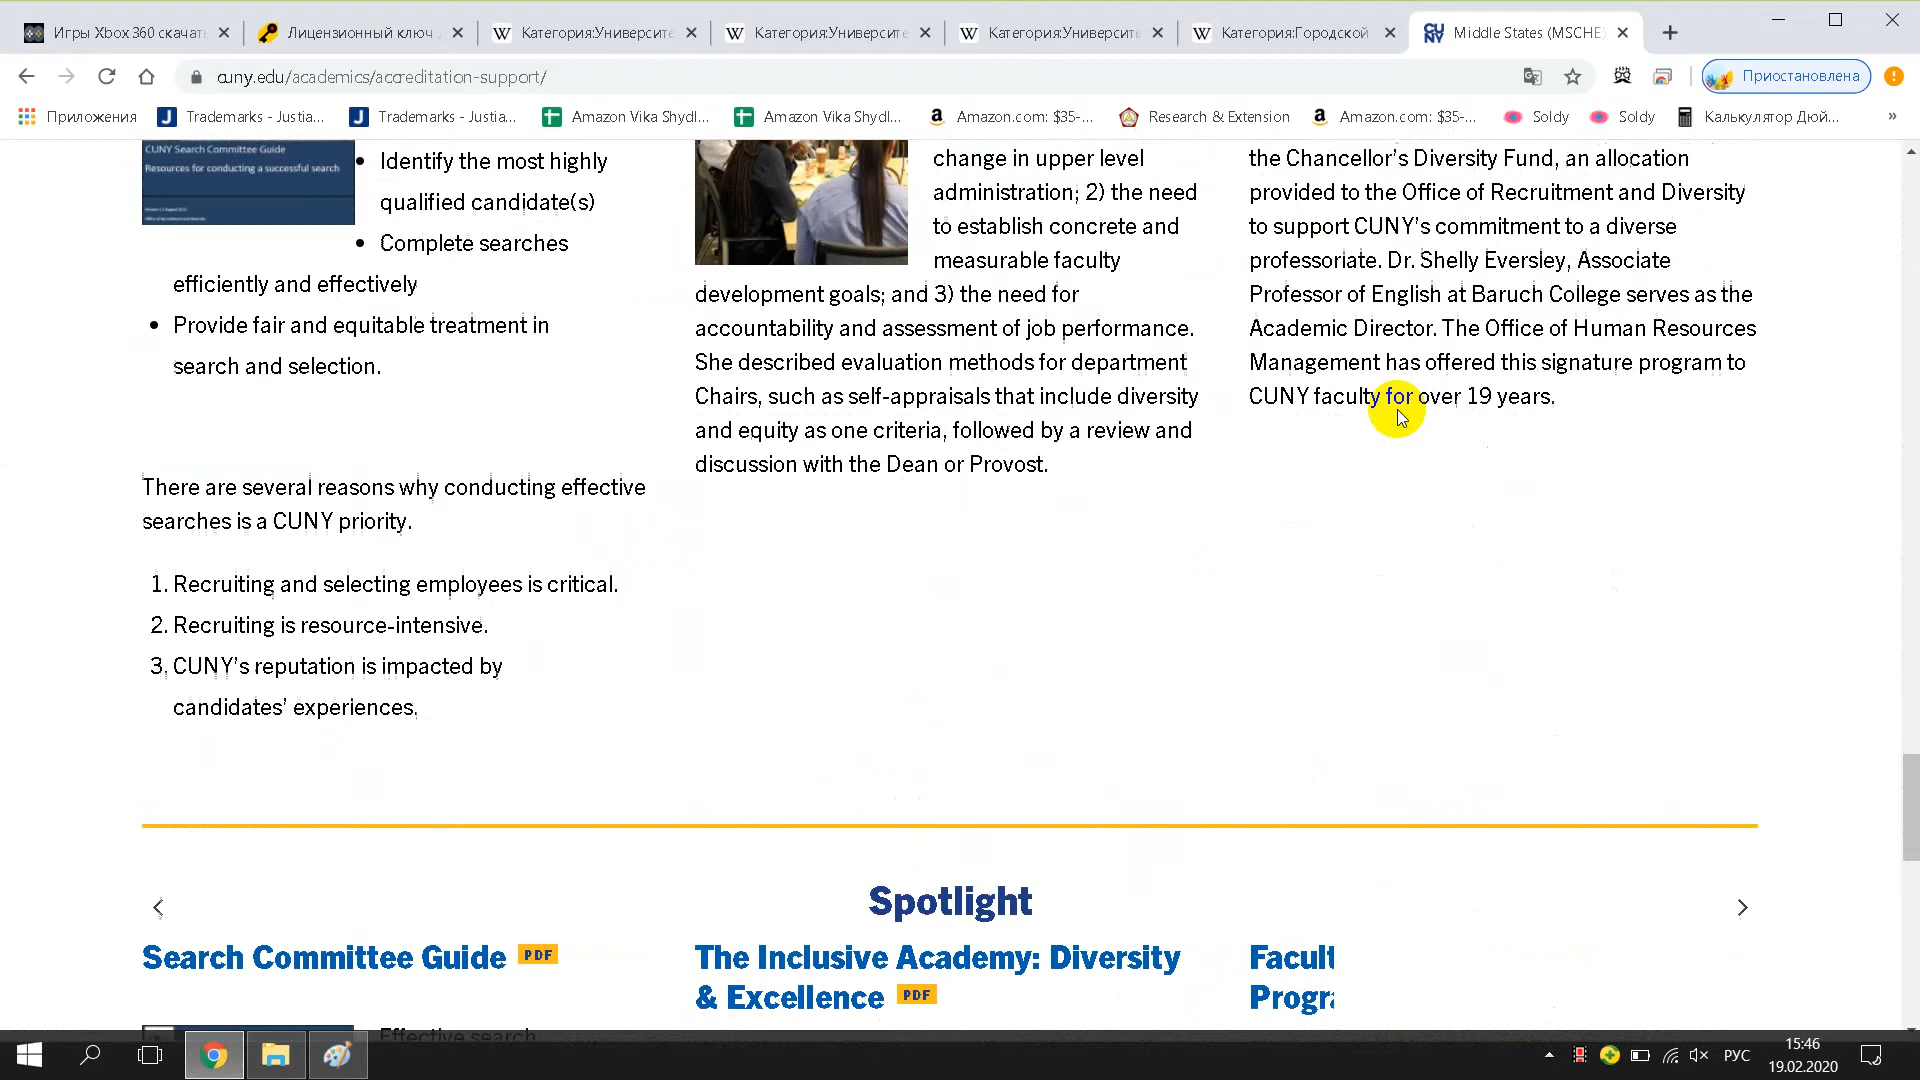 Игры Xbox 360 скачать
Лицензионный ключ
Категория:Университе
Категория:Университе
Категория:Университе
Категория:Городской
Middle States (MSCHE)
cuny.edu/academics/accreditation-support/
Приостановлена
Приложения
Trademarks - Justia...
Trademarks - Justia...
Amazon Vika Shydl...
Amazon Vika Shydl...
Amazon.com: $35-...
Research & Extension
Amazon.com: $35-...
Soldy
Soldy
Калькулятор Дюй...
»
CUNY Search Committee Guide
Resources for conducting a successful search
• Identify the most highly
qualified candidate(s)
• Complete searches
efficiently and effectively
• Provide fair and equitable treatment in
search and selection.
There are several reasons why conducting effective
searches is a CUNY priority.
1. Recruiting and selecting employees is critical.
2. Recruiting is resource-intensive.
3. CUNY’s reputation is impacted by
candidates’ experiences.
change in upper level
administration; 2) the need
to establish concrete and
measurable faculty
development goals; and 3) the need for
accountability and assessment of job performance.
She described evaluation methods for department
Chairs, such as self-appraisals that include diversity
and equity as one criteria, followed by a review and
discussion with the Dean or Provost.
the Chancellor’s Diversity Fund, an allocation
provided to the Office of Recruitment and Diversity
to support CUNY’s commitment to a diverse
professoriate. Dr. Shelly Eversley, Associate
Professor of English at Baruch College serves as the
Academic Director. The Office of Human Resources
Management has offered this signature program to
CUNY faculty for over 19 years.
Spotlight
Search Committee Guide PDF
The Inclusive Academy: Diversity
& Excellence PDF
Facult
Progra
Effective search
РУС
15:46
19.02.2020